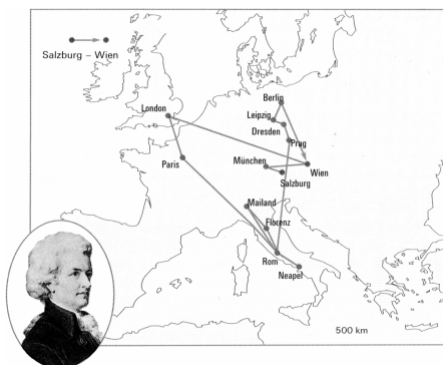 Salzburg – Wien
Berlin
London
Leipzig
Dresden
Prag
Paris
München
Wien
Salzburg
Mailand
Florenz
Rom
Neapel
500 km